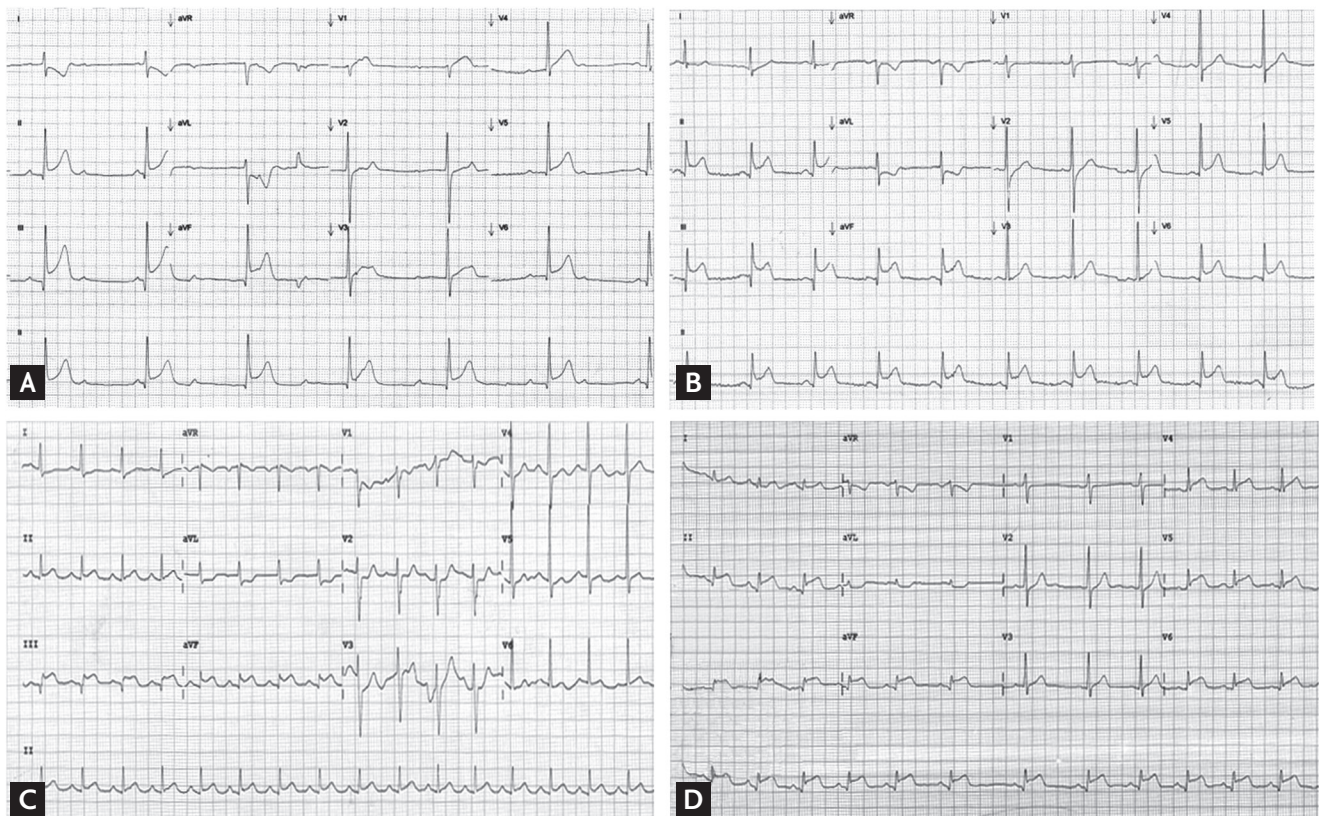 I aVR V1 V4
II aVL V2 V5
III aVF V3 V6
II
A
I aVR V1 V4
II aVL V2 V5
III aVF V3 V6
II
B
I aVR V1 V4
II aVL V2 V5
III aVF V3 V6
II
C
I aVR V1 V4
II aVL V2 V5
aVF V3 V6
D